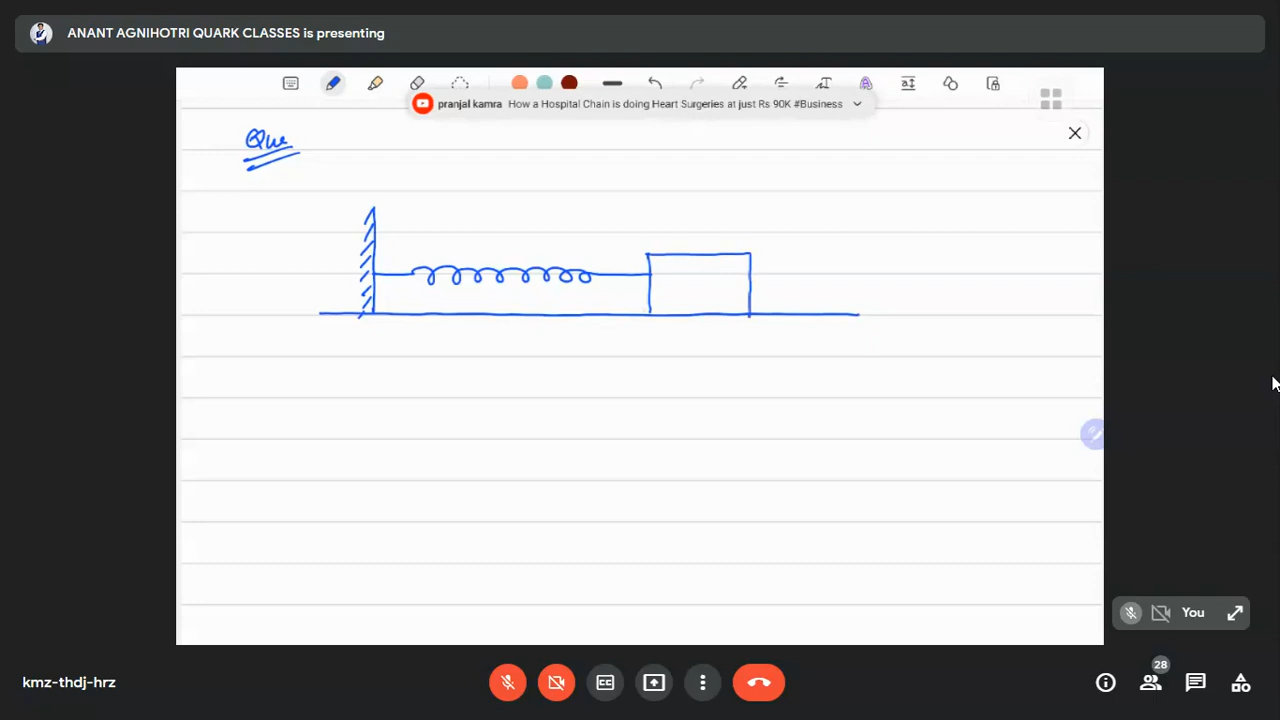 ANANT AGNIHOTRI QUARK CLASSES is presenting
pranjal kamra How a Hospital Chain is doing Heart Surgeries at just Rs 90K #Business
Que
You
kmz-thdj-hrz
28